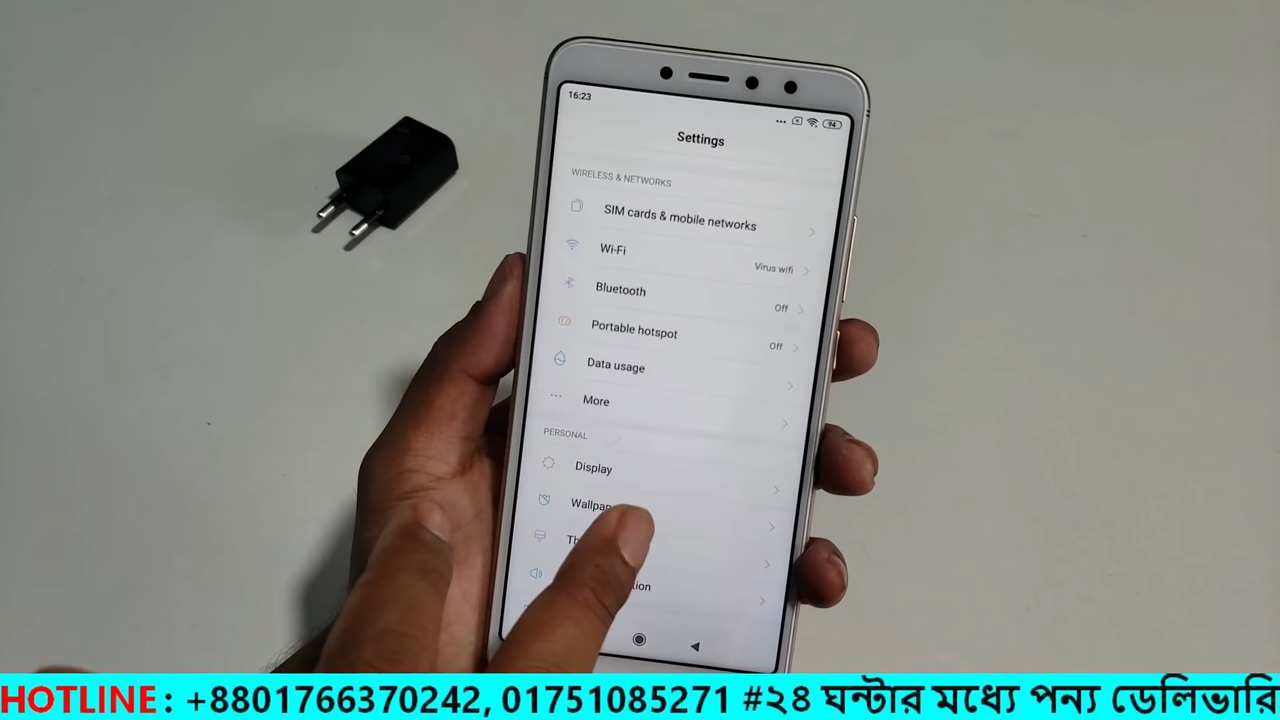 16:23
94
Settings
WIRELESS & NETWORKS
SIM cards & mobile networks
Wi-Fi
Virus wifi
Bluetooth
Off
Portable hotspot
Off
Data usage
More
PERSONAL
Display
HOTLINE : +8801766370242, 01751085271 #২৪ ঘন্টার মধ্যে পন্য ডেলিভারি